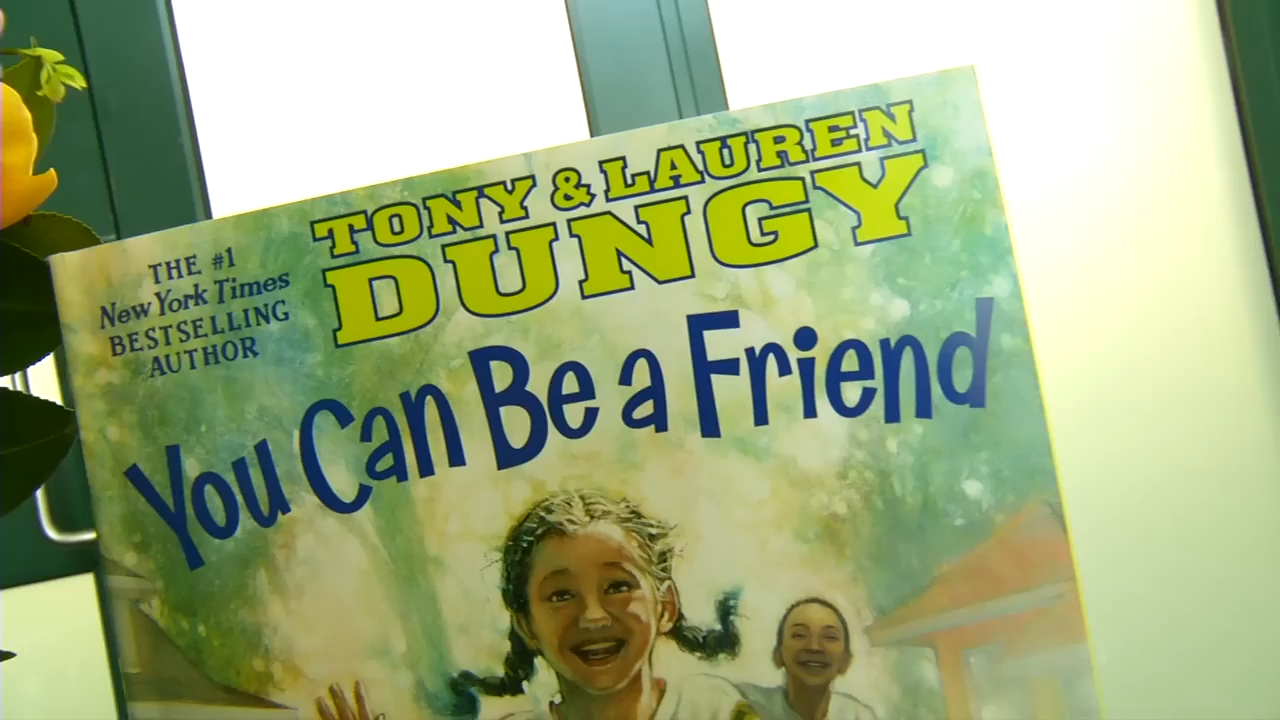 TONY & LAUREN
DUNGY
THE #1
New York Times
BESTSELLING
AUTHOR
You Can Be a Friend